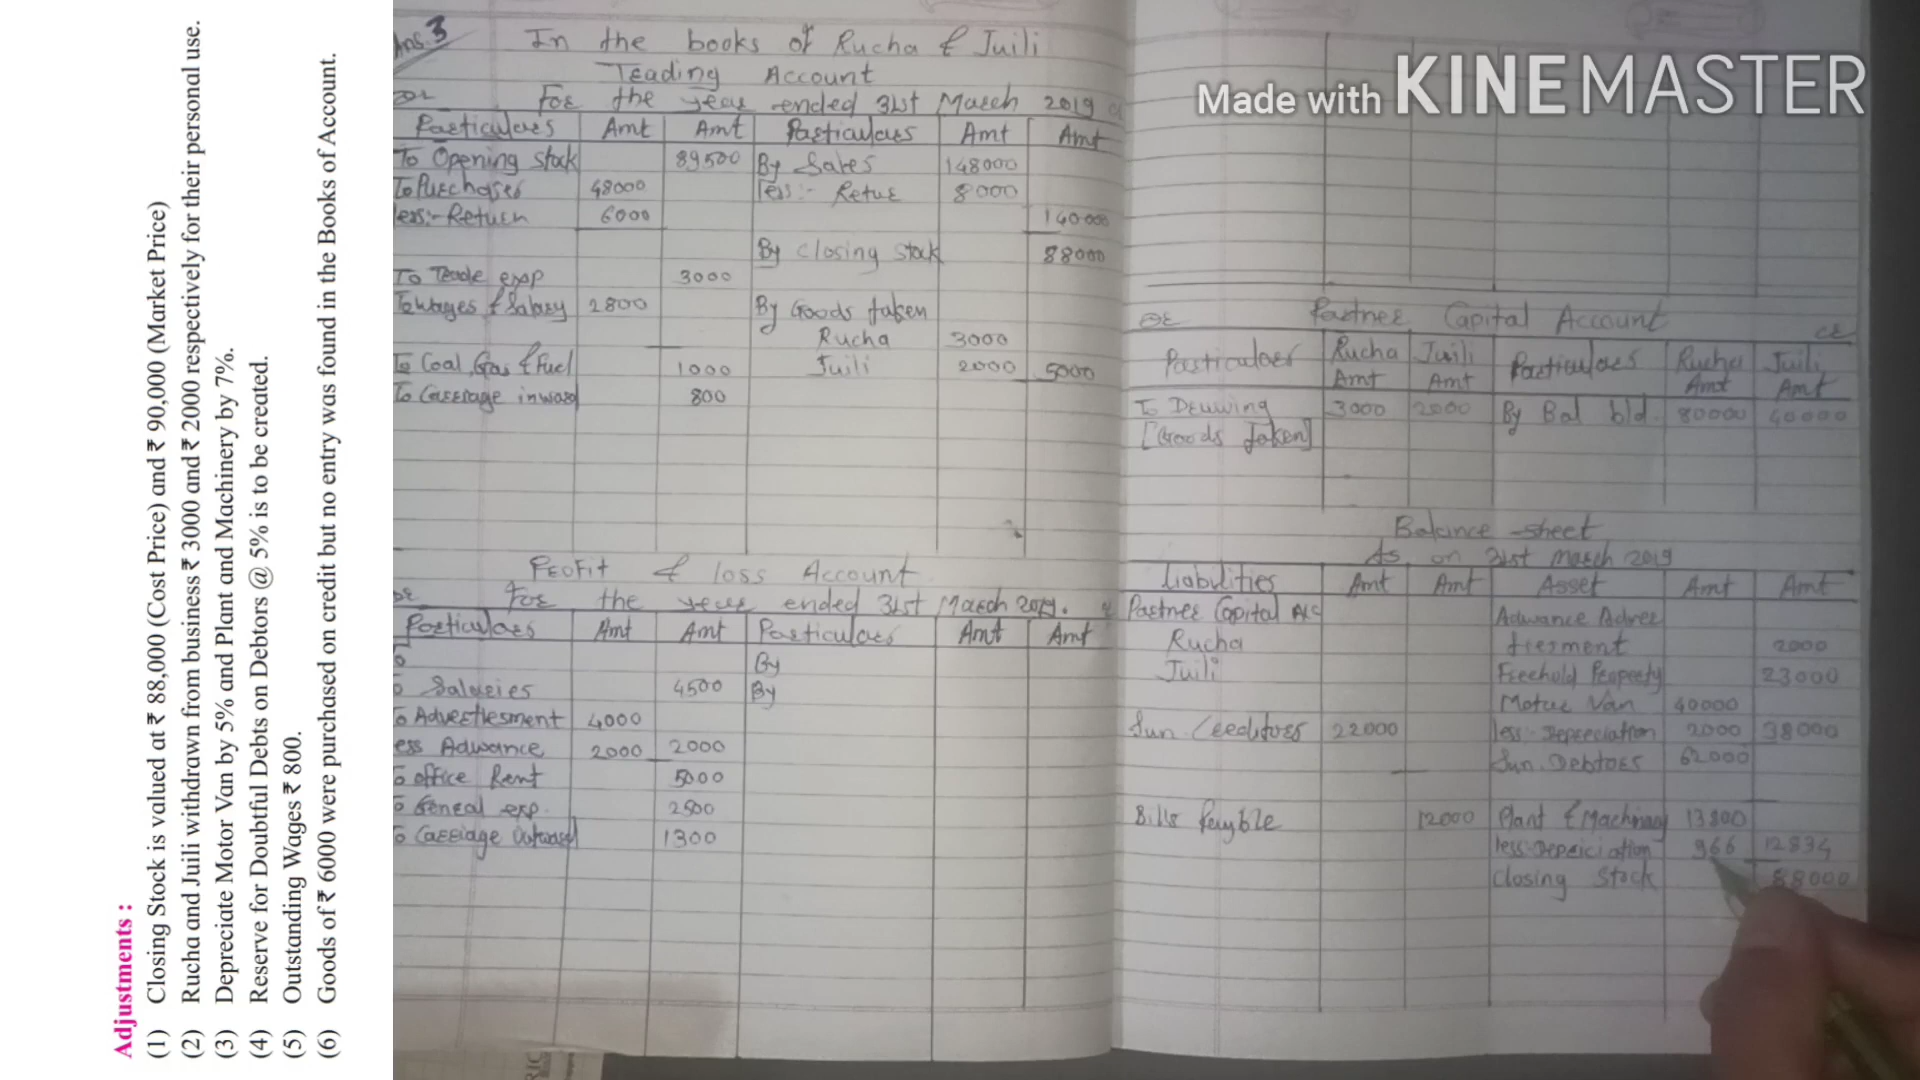 Adjustments :
(1) Closing Stock is valued at ₹ 88,000 (Cost Price) and ₹ 90,000 (Market Price)
(2) Rucha and Juili withdrawn from business ₹ 3000 and ₹ 2000 respectively for their personal use.
(3) Depreciate Motor Van by 5% and Plant and Machinery by 7%.
(4) Reserve for Doubtful Debts on Debtors @ 5% is to be created.
(5) Outstanding Wages ₹ 800.
(6) Goods of ₹ 6000 were purchased on credit but no entry was found in the Books of Account.
Ans.3 In the books of Rucha & Juili
Trading Account
Dr For the year ended 31st March 2019
Particulars Amt Amt Particulars Amt Amt
To Opening stock 89500 By Sales 148000
To Purchases 48000 less:- Retur 8000
less:- Return 6000 140000
By closing stock 88000
To Trade exp 3000
To wages & Salary 2800 By Goods taken
Rucha 3000
To Coal, Gas & Fuel 1000 Juili 2000 5000
To Carriage inward 800
Profit & loss Account
Dr For the year ended 31st March 2019.
Particulars Amt Amt Particulars Amt Amt
By
Salaries 4500 By
To Advertiesment 4000
ess Advance 2000 2000
o office Rent 5000
o General exp. 2500
To Carriage 1300
Made with KINEMASTER
Dr Partner Capital Account Cr
Particulars Rucha Amt Juili Amt Particulars Rucha Amt Juili Amt
To Drawing 3000 2000 By Bal b/d. 80000 40000
[Goods taken]
Balance sheet
As on 31st March 2019
Liabilities Amt Amt Asset Amt Amt
Partner Capital A/c Advance Adver
Rucha tiesment 2000
Juili Freehold Property 23000
Motor Van 40000
Sun. Creditors 22000 less:- Depreciation 2000 38000
Sun. Debtors 62000
Bills Payble 12000 Plant & Machinary 13800
less:- Depriciation 966 12834
Closing Stock 88000